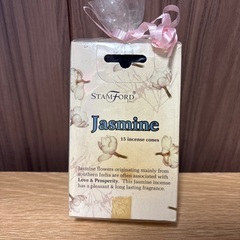 STAMFORD
Jasmine
15 incense cones
Jasmine flowers originating mainly from
southern India are often associated with
Love & Prosperity. This Jasmine incense
has a pleasant & long lasting fragrance.